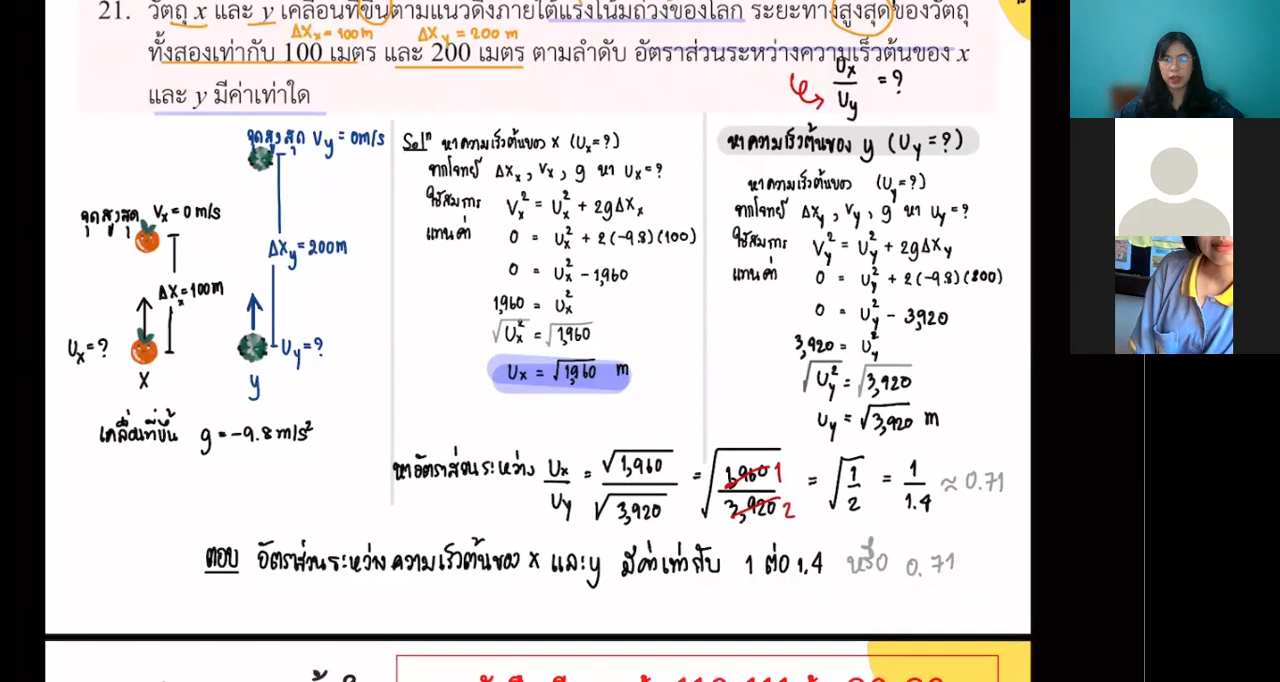 21. วัตถุ x และ y เคลื่อนที่ขึ้นตามแนวดิ่งภายใต้แรงโน้มถ่วงของโลก ระยะทางสูงสุดของวัตถุ
ΔXx = 100m ΔXy = 200 m
ทั้งสองเท่ากับ 100 เมตร และ 200 เมตร ตามลำดับ อัตราส่วนระหว่างความเร็วต้นของ x
และ y มีค่าเท่าใด
Ux/Uy = ?
จุดสูงสุด Vy = 0m/s
จุดสูงสุด Vx = 0 m/s
ΔXy = 200m
ΔXx = 100m
Ux = ?
Uy = ?
X
y
เคลื่อนที่ขึ้น g = -9.8 m/s²
Solⁿ หาความเร็วต้นของ x (Ux = ?)
จากโจทย์ ΔXx , Vx , g หา Ux = ?
ใช้สมการ Vx² = Ux² + 2gΔXx
แทนค่า 0 = Ux² + 2(-9.8)(100)
0 = Ux² - 1,960
1,960 = Ux²
√Ux² = √1,960
Ux = √1,960 m
หาความเร็วต้นของ y (Uy = ?)
หาความเร็วต้นของ (Uy = ?)
จากโจทย์ ΔXy , Vy , g หา Uy = ?
ใช้สมการ Vy² = Uy² + 2gΔXy
แทนค่า 0 = Uy² + 2(-9.8)(200)
0 = Uy² - 3,920
3,920 = Uy²
√Uy² = √3,920
Uy = √3,920 m
หาอัตราส่วนระหว่าง Ux/Uy = √1,960/√3,920 = √(1,960 1/3,920 2) = √(1/2) = 1/1.4 ≈ 0.71
ตอบ อัตราส่วนระหว่างความเร็วต้นของ x และ y มีค่าเท่ากับ 1 ต่อ 1.4 หรือ 0.71